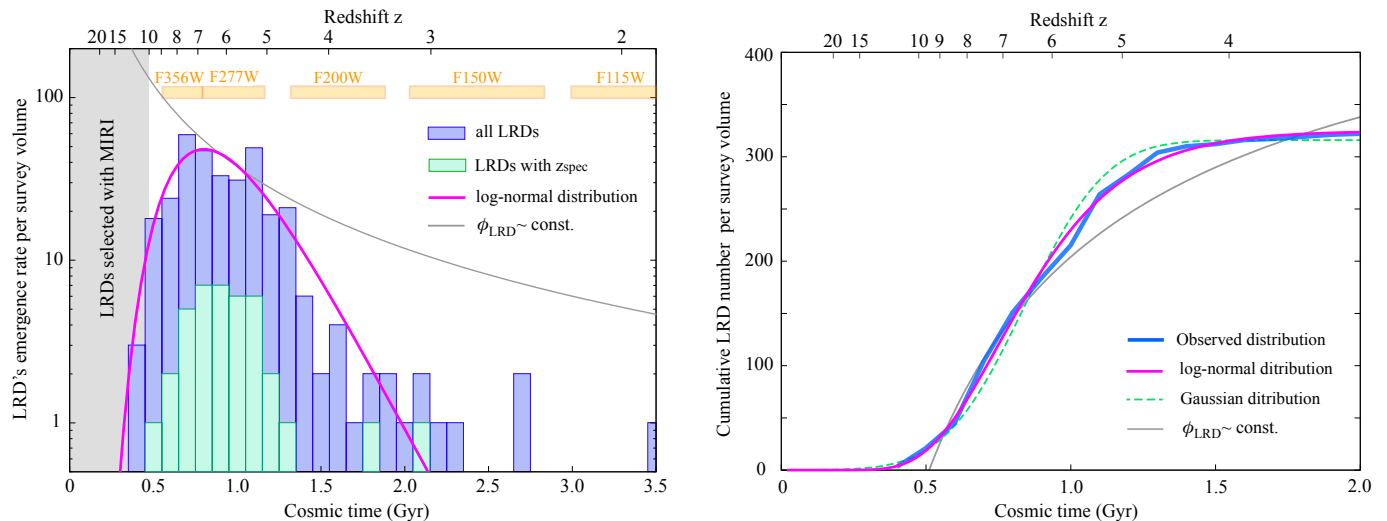 Redshift z
20 15 10 8 7 6 5 4 3 2
F356W F277W F200W F150W F115W
100
10
1
LRD's emergence rate per survey volume
LRDs selected with MIRI
all LRDs
LRDs with zspec
log-normal distribution
ϕLRD~ const.
0 0.5 1.0 1.5 2.0 2.5 3.0 3.5
Cosmic time (Gyr)
Redshift z
20 15 10 9 8 7 6 5 4
400
300
200
100
0
Cumulative LRD number per survey volume
Observed distribution
log-normal ditribution
Gaussian ditribution
ϕLRD~ const.
0 0.5 1.0 1.5 2.0
Cosmic time (Gyr)